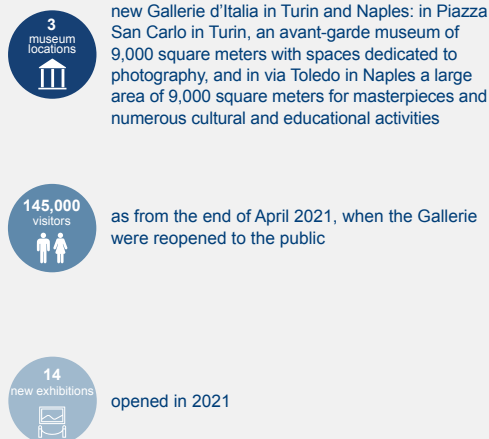 3
museum
locations
new Gallerie d’Italia in Turin and Naples: in Piazza
San Carlo in Turin, an avant-garde museum of
9,000 square meters with spaces dedicated to
photography, and in via Toledo in Naples a large
area of 9,000 square meters for masterpieces and
numerous cultural and educational activities
145,000
visitors
as from the end of April 2021, when the Gallerie
were reopened to the public
14
new exhibitions
opened in 2021